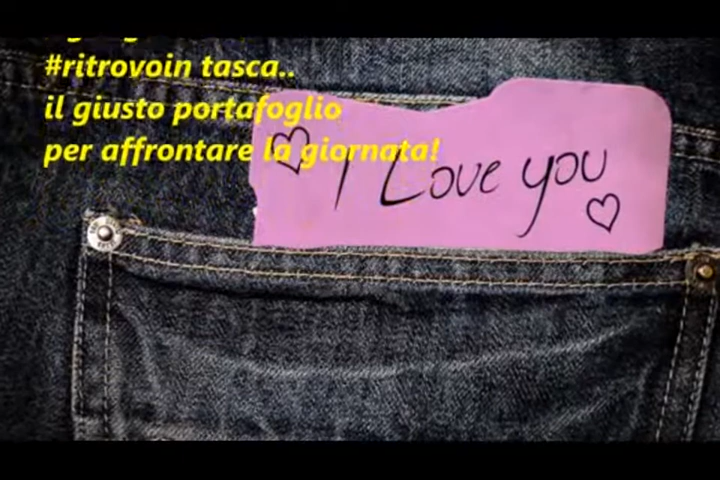 #ritrovoin tasca..
il giusto portafoglio
per affrontare la giornata!
I Love you